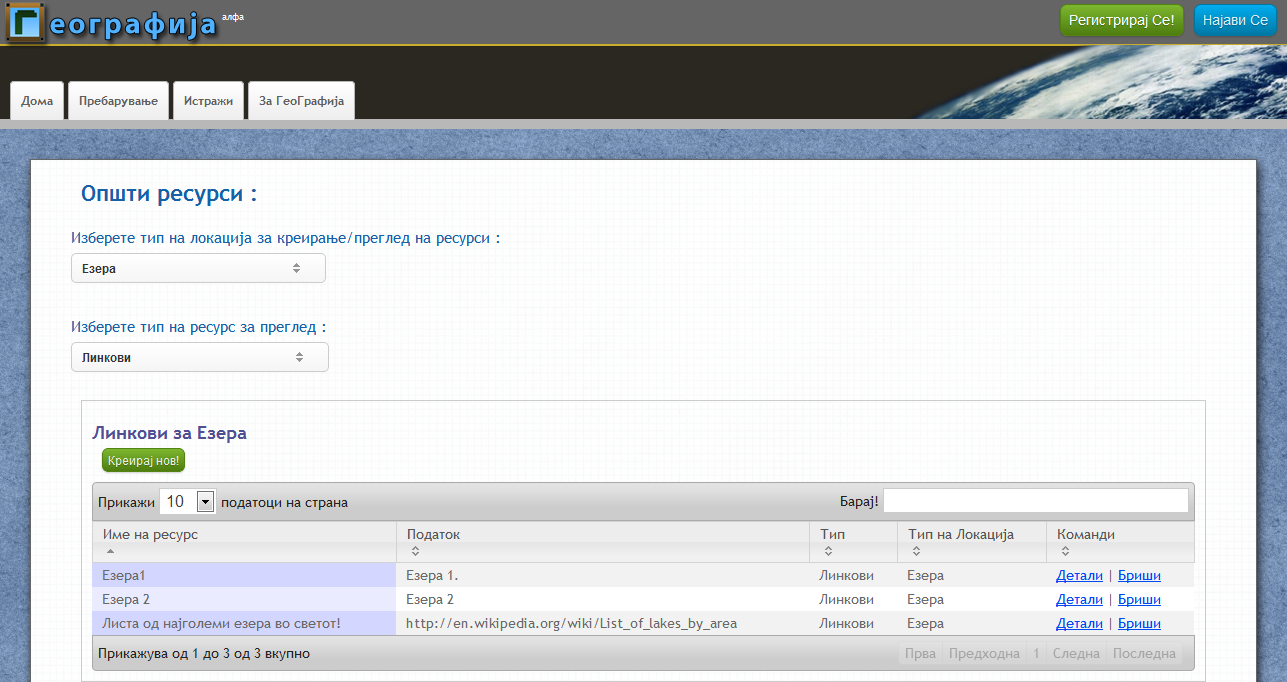 Географија алфа
Регистрирај Се! Најави Се
Дома Пребарување Истражи За ГеоГрафија
Општи ресурси :
Изберете тип на локација за креирање/преглед на ресурси :
Езера
Изберете тип на ресурс за преглед :
Линкови
Линкови за Езера
Креирај нов!
Прикажи 10 податоци на страна Барај!
Име на ресурс Податок Тип Тип на Локација Команди
Езера1 Езера 1. Линкови Езера Детали | Бриши
Езера 2 Езера 2 Линкови Езера Детали | Бриши
Листа од најголеми езера во светот! http://en.wikipedia.org/wiki/List_of_lakes_by_area Линкови Езера Детали | Бриши
Прикажува од 1 до 3 од 3 вкупно Прва Предходна 1 Следна Последна